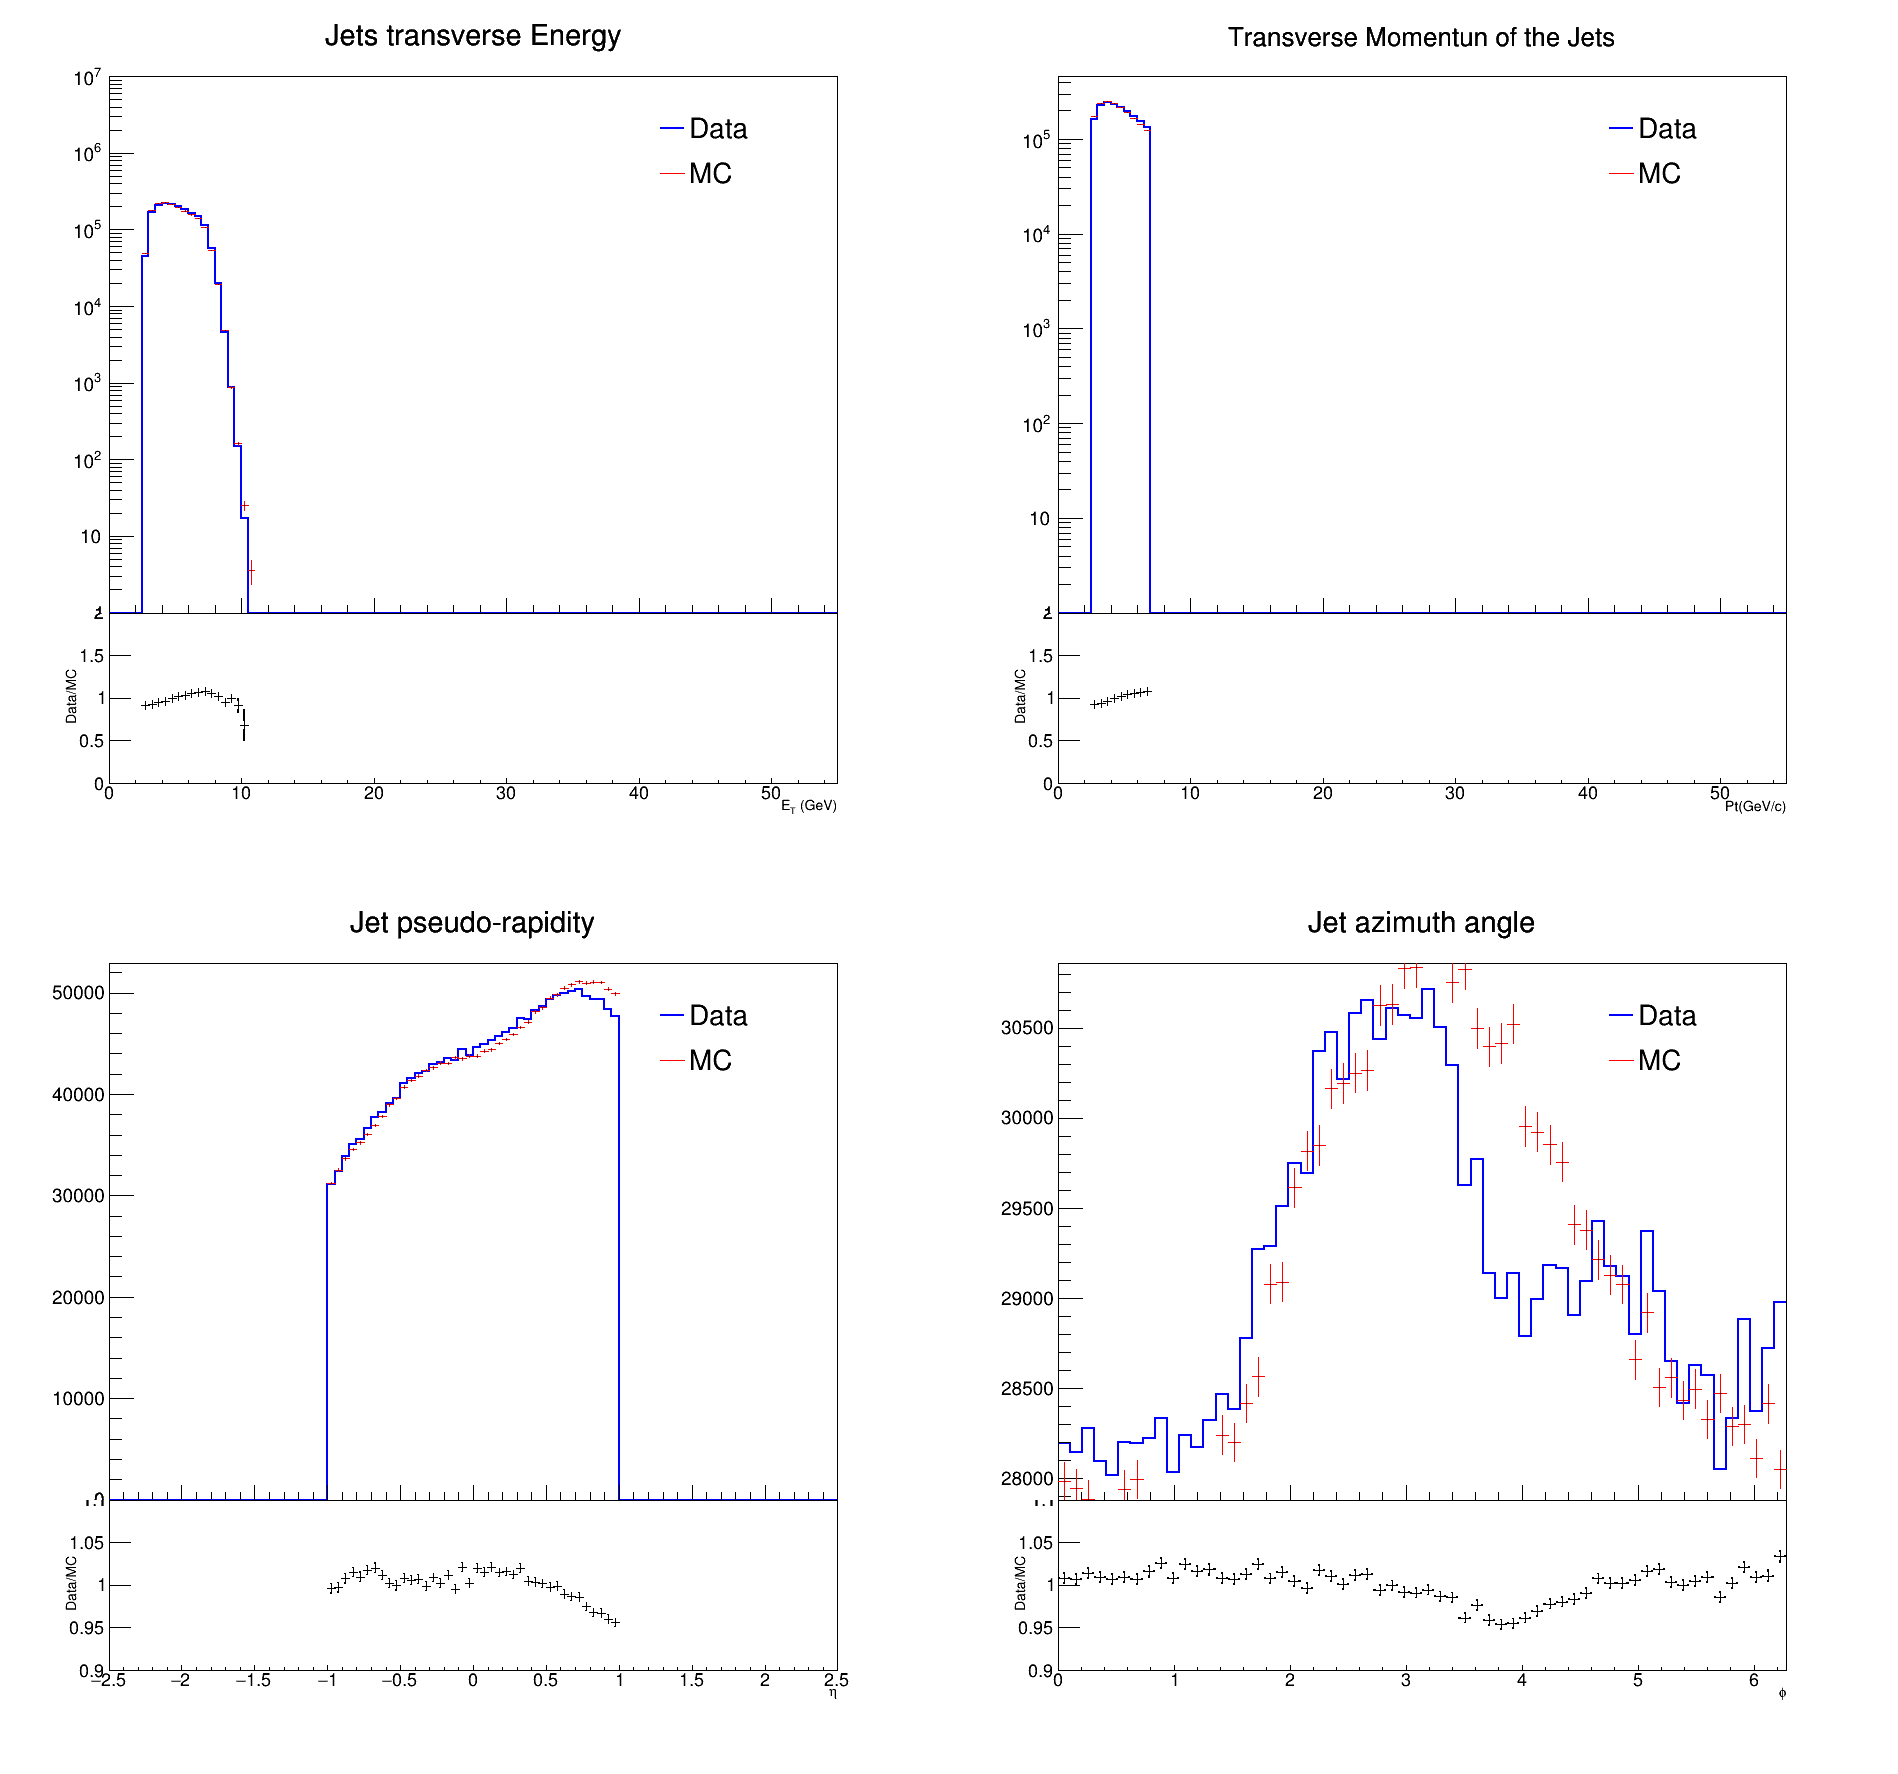 Jets transverse Energy
10^7
10^6
10^5
10^4
10^3
10^2
10
Data
MC
1.5
1
0.5
0
Data/MC
0 10 20 30 40 50
E_T (GeV)
Transverse Momentun of the Jets
10^5
10^4
10^3
10^2
10
Data
MC
1.5
1
0.5
0
Data/MC
0 10 20 30 40 50
Pt(GeV/c)
Jet pseudo-rapidity
50000
40000
30000
20000
10000
Data
MC
1.05
1
0.95
0.9
Data/MC
−2.5 −2 −1.5 −1 −0.5 0 0.5 1 1.5 2 2.5
η
Jet azimuth angle
30500
30000
29500
29000
28500
28000
Data
MC
1.05
1
0.95
0.9
Data/MC
0 1 2 3 4 5 6
ϕ